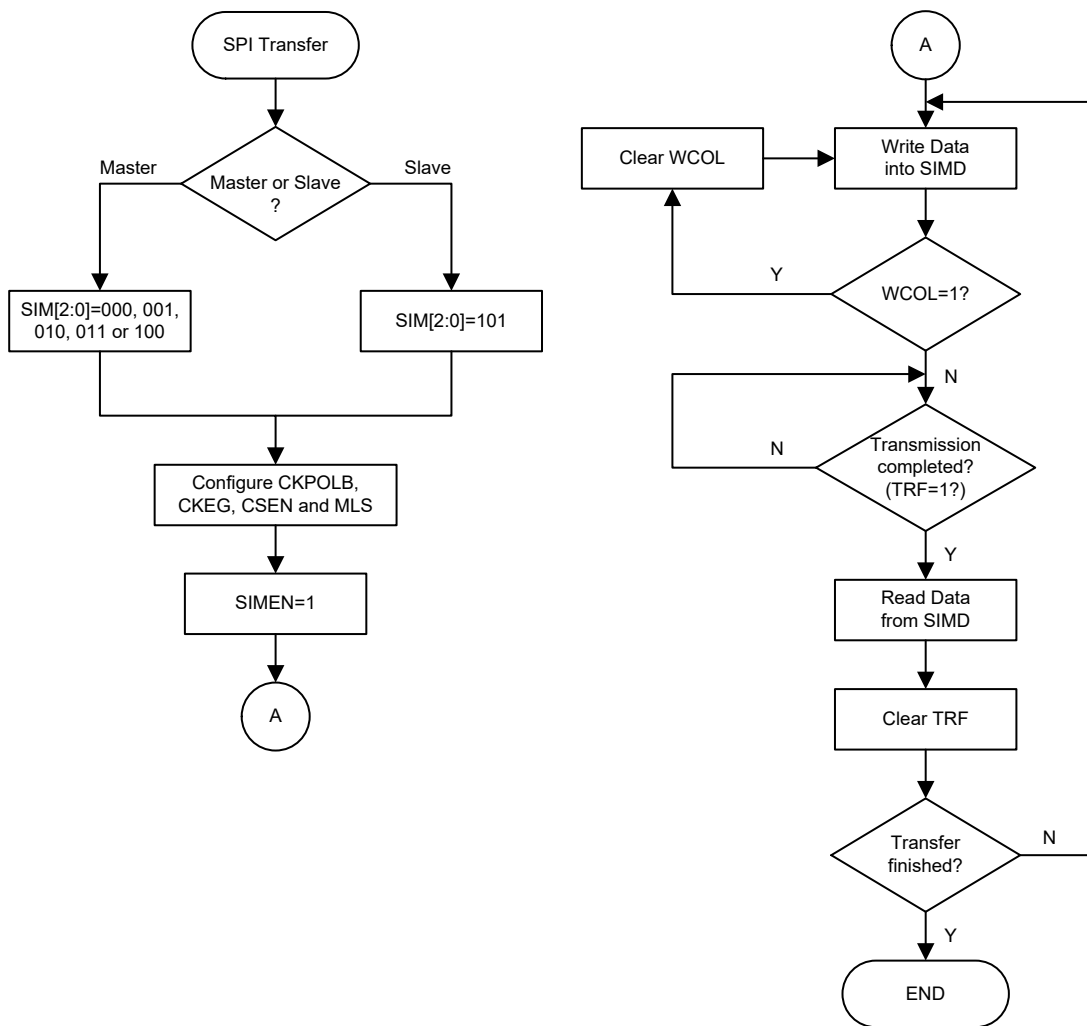 SPI Transfer
Master or Slave
?
Master
Slave
SIM[2:0]=000, 001,
010, 011 or 100
SIM[2:0]=101
Configure CKPOLB,
CKEG, CSEN and MLS
SIMEN=1
A
A
Write Data
into SIMD
Clear WCOL
WCOL=1?
Y
N
Transmission
completed?
(TRF=1?)
N
Y
Read Data
from SIMD
Clear TRF
Transfer
finished?
N
Y
END